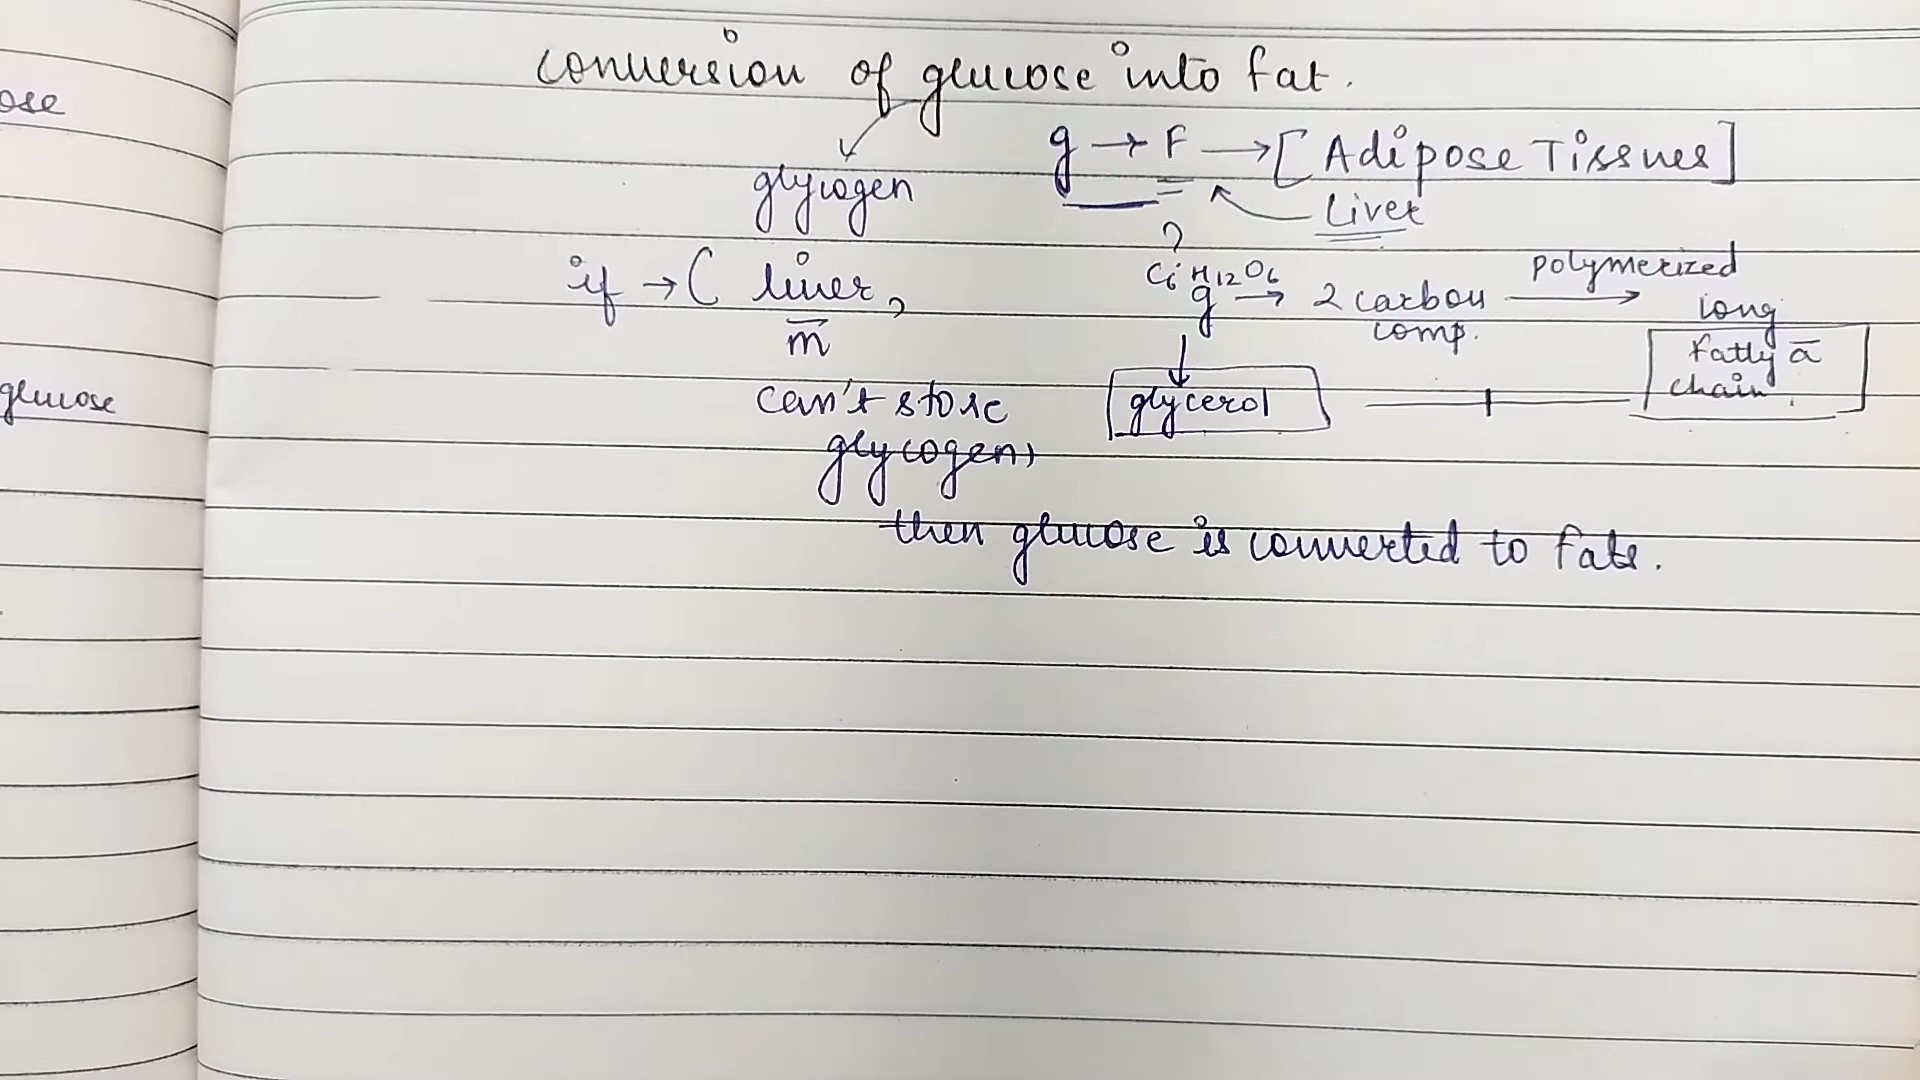 conversion of glucose into fat.
ose
g → F → [Adipose Tissues]
glycogen
Liver
?
if → ( liver,
m̅
C6H12O6
g → 2 carbon comp.
polymerized
long
fatty a̅
chain.
glucose
can't store
glycogen,
glycerol
then glucose is converted to fats.